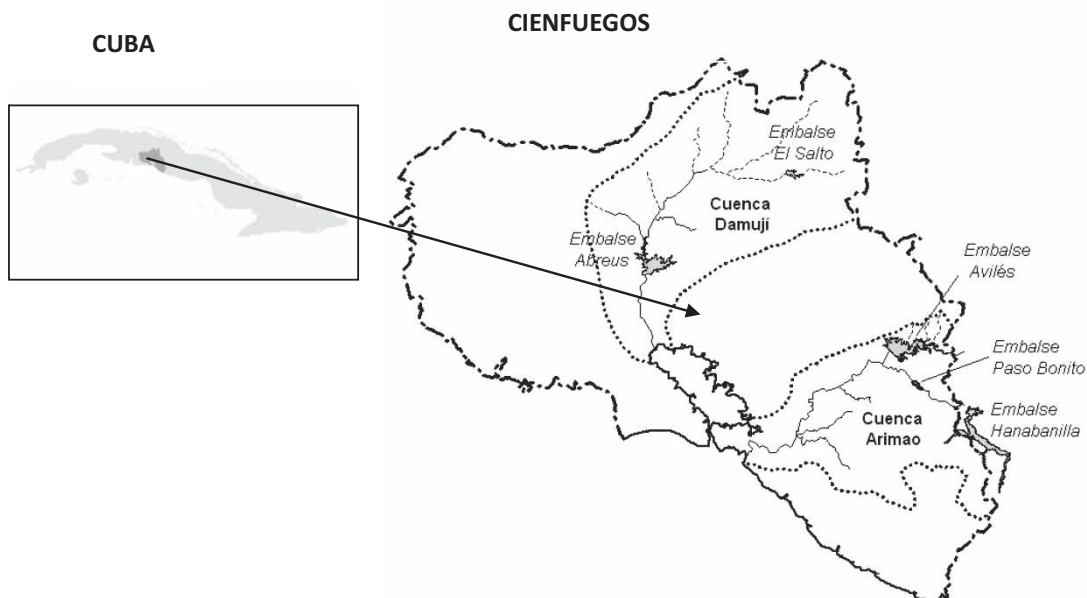 CUBA
CIENFUEGOS
Embalse
El Salto
Cuenca
Damují
Embalse
Abreus
Embalse
Avilés
Embalse
Paso Bonito
Embalse
Hanabanilla
Cuenca
Arimao